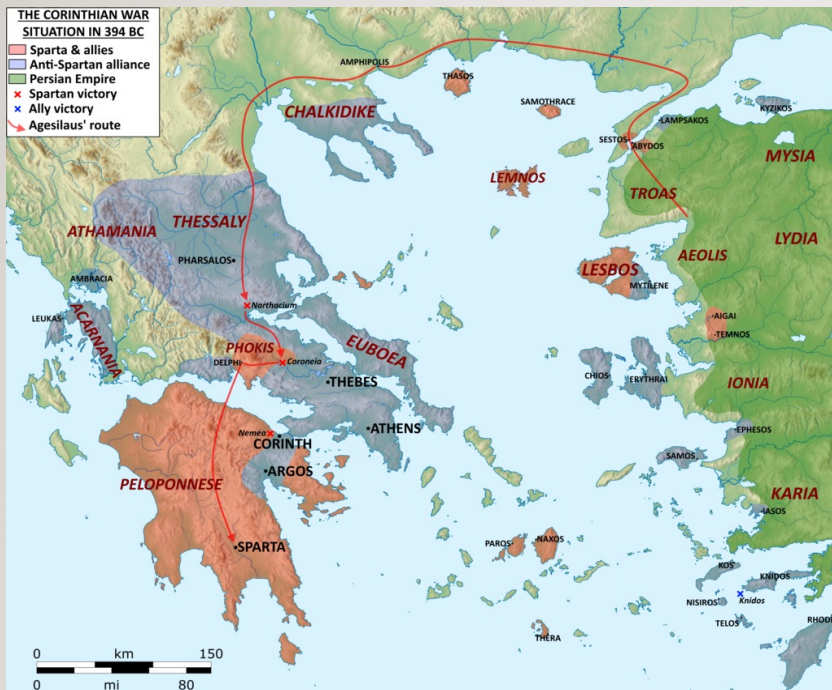 THE CORINTHIAN WAR
SITUATION IN 394 BC
Sparta & allies
Anti-Spartan alliance
Persian Empire
Spartan victory
Ally victory
Agesilaus' route
AMPHIPOLIS
THASOS
CHALKIDIKE
SAMOTHRACE
KYZIKOS
LAMPSAKOS
SESTOS
ABYDOS
MYSIA
LEMNOS
TROAS
THESSALY
ATHAMANIA
LYDIA
PHARSALOS
AEOLIS
LESBOS
AMBRACIA
MYTILENE
Narthacium
LEUKAS
ACARNANIA
AIGAI
TEMNOS
PHOKIS
EUBOEA
DELPHI
Coroneia
CHIOS
ERYTHRAI
IONIA
THEBES
ATHENS
EPHESOS
Nemea
CORINTH
ARGOS
SAMOS
PELOPONNESE
KARIA
IASOS
SPARTA
PAROS
NAXOS
KOS
KNIDOS
NISIROS
Knidos
TELOS
RHODE
THERA
0 km 150
0 mi 80